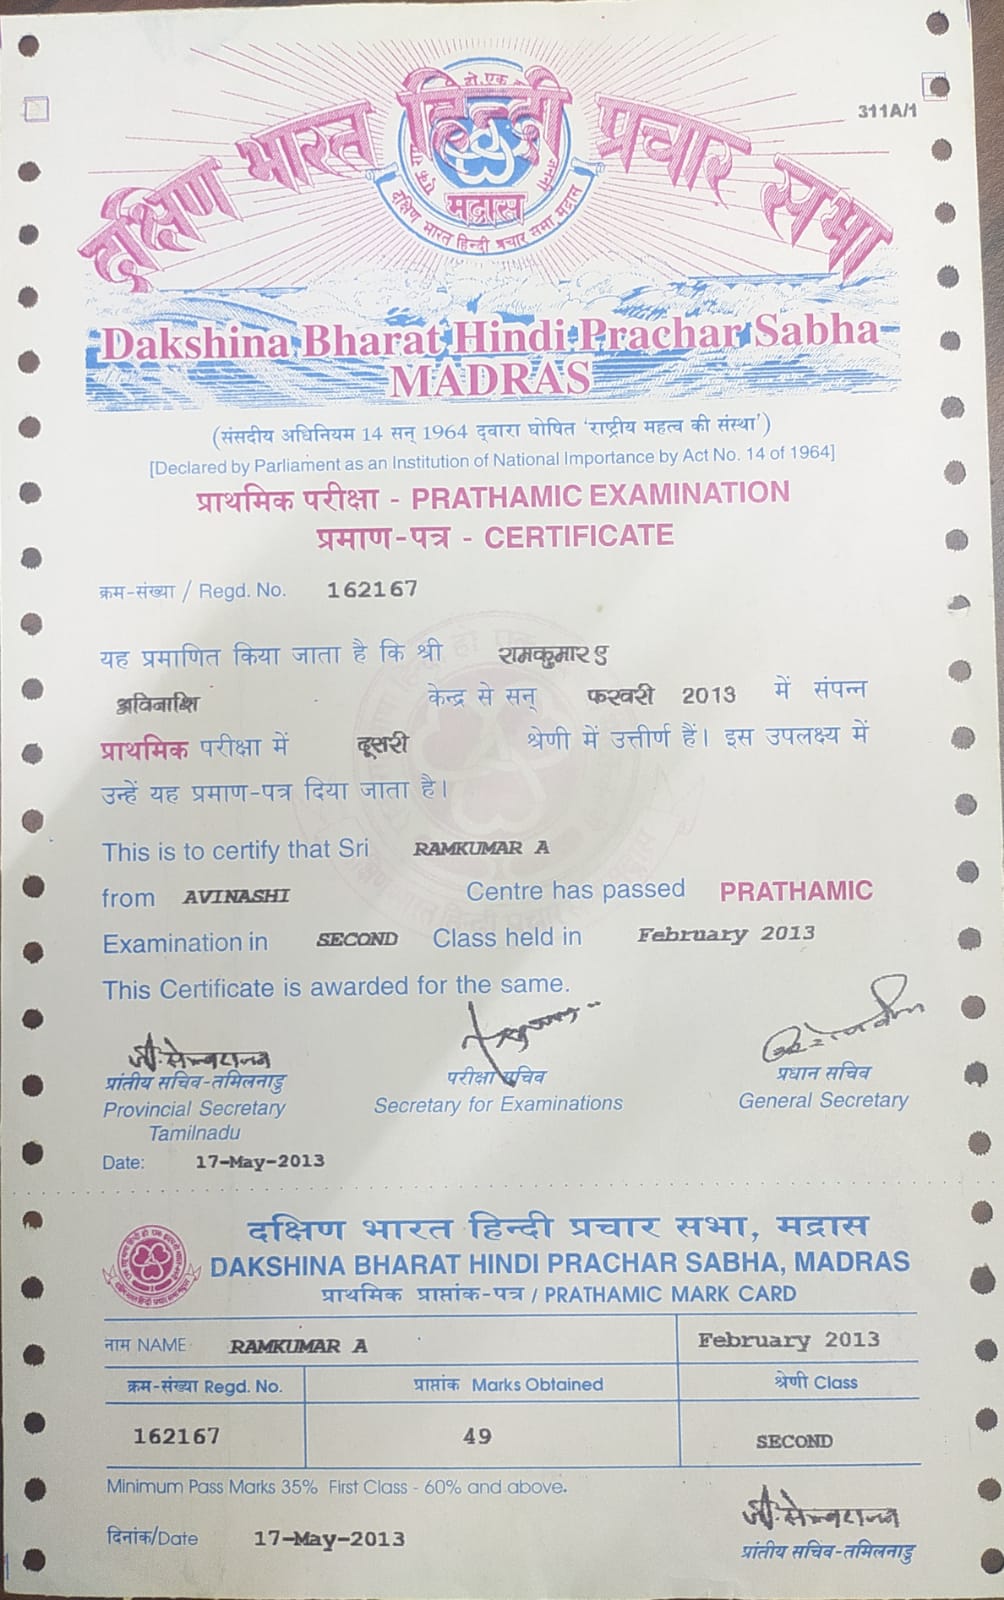 311A/1
दक्षिण भारत हिन्दी प्रचार सभा
मद्रास
दक्षिण भारत हिन्दी प्रचार सभा मद्रास
Dakshina Bharat Hindi Prachar Sabha
MADRAS
(संसदीय अधिनियम 14 सन् 1964 द्वारा घोषित 'राष्ट्रीय महत्व की संस्था')
[Declared by Parliament as an Institution of National Importance by Act No. 14 of 1964]
प्राथमिक परीक्षा - PRATHAMIC EXAMINATION
प्रमाण-पत्र - CERTIFICATE
क्रम-संख्या / Regd. No. 162167
यह प्रमाणित किया जाता है कि श्री रामकुमार ए
अविनाक्षि केन्द्र से सन् फरवरी 2013 में संपन्न
प्राथमिक परीक्षा में दूसरी श्रेणी में उत्तीर्ण हैं। इस उपलक्ष्य में
उन्हें यह प्रमाण-पत्र दिया जाता है।
This is to certify that Sri RAMKUMAR A
from AVINASHI Centre has passed PRATHAMIC
Examination in SECOND Class held in February 2013
This Certificate is awarded for the same.
प्रांतीय सचिव-तमिलनाडु परीक्षा सचिव प्रधान सचिव
Provincial Secretary Secretary for Examinations General Secretary
Tamilnadu
Date: 17-May-2013
दक्षिण भारत हिन्दी प्रचार सभा, मद्रास
DAKSHINA BHARAT HINDI PRACHAR SABHA, MADRAS
प्राथमिक प्राप्तांक-पत्र / PRATHAMIC MARK CARD
नाम NAME RAMKUMAR A February 2013
क्रम-संख्या Regd. No. प्राप्तांक Marks Obtained श्रेणी Class
162167 49 SECOND
Minimum Pass Marks 35% First Class - 60% and above.
दिनांक/Date 17-May-2013
प्रांतीय सचिव-तमिलनाडु